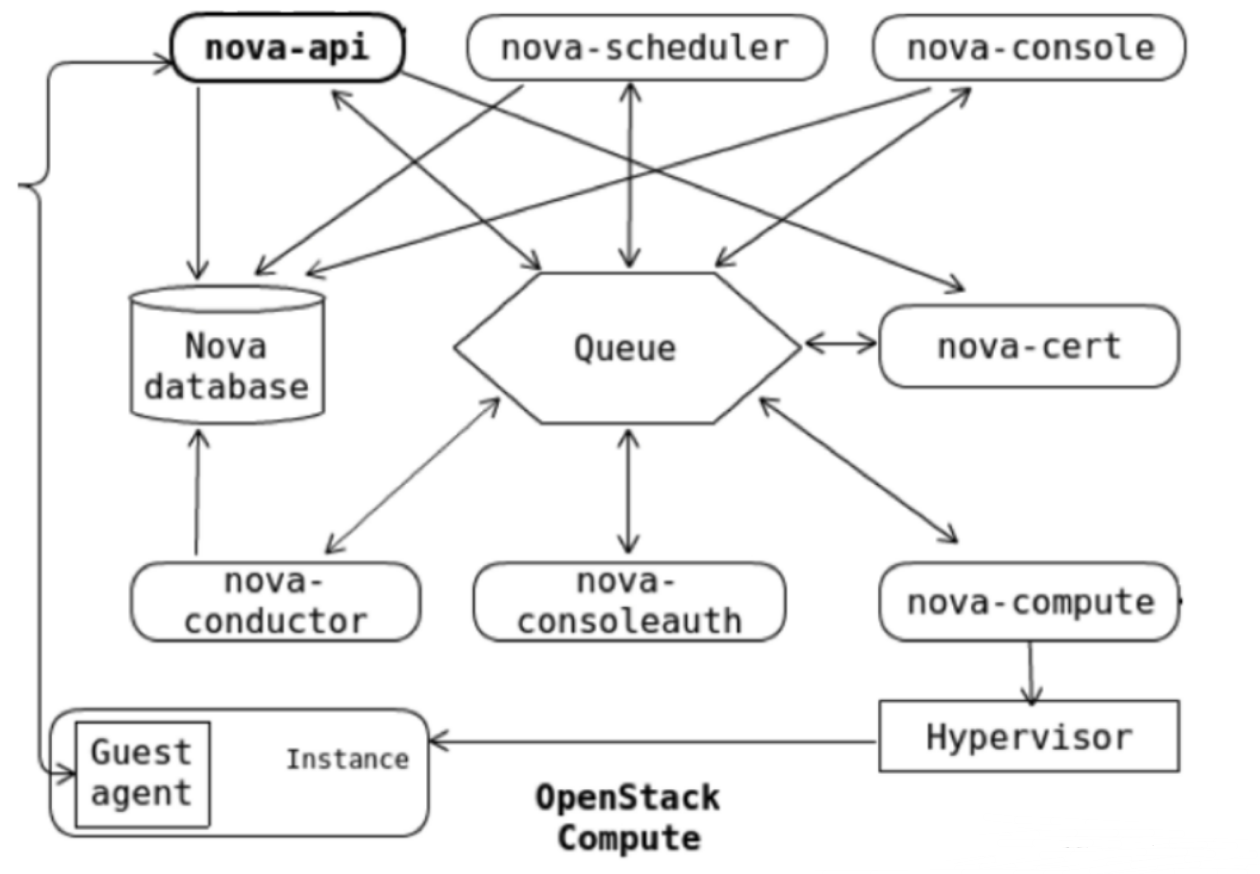 nova-api
nova-scheduler
nova-console
Nova
database
Queue
nova-cert
nova-
conductor
nova-
consoleauth
nova-compute
Guest
agent
Instance
Hypervisor
OpenStack
Compute